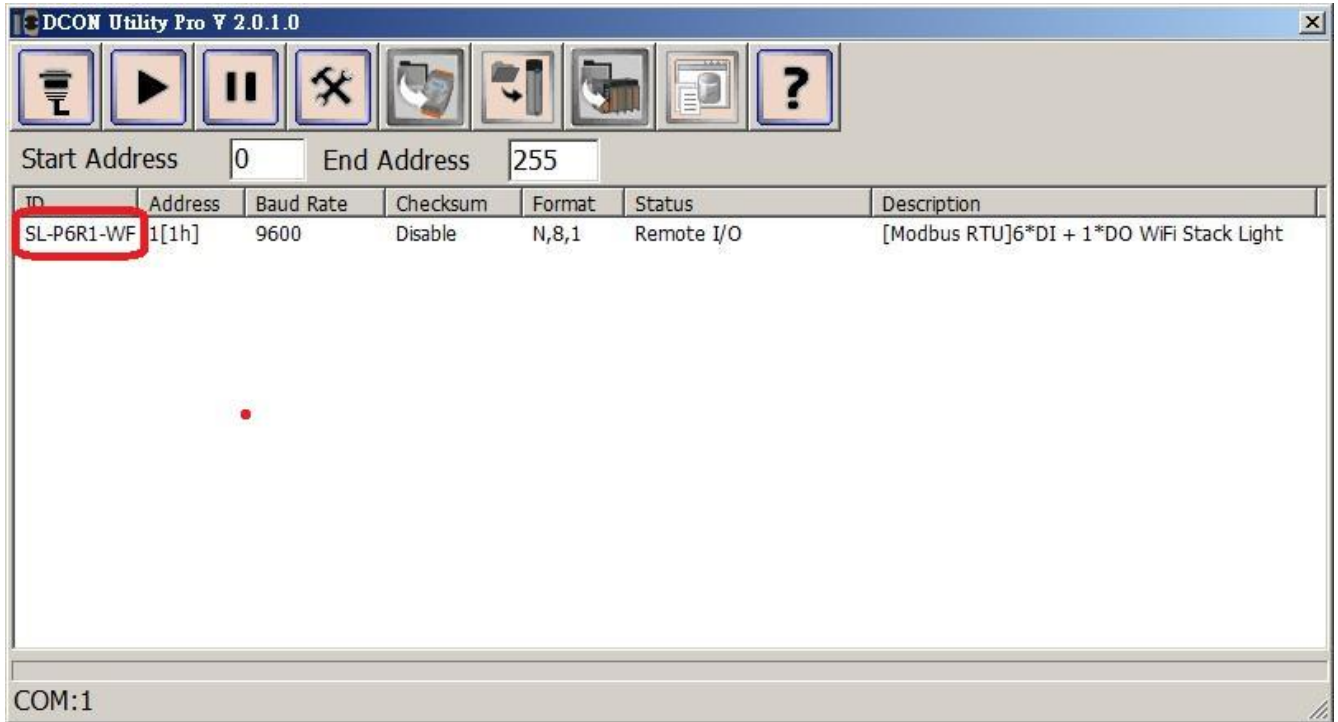 DCON Utility Pro V 2.0.1.0
?
Start Address 0 End Address 255
ID Address Baud Rate Checksum Format Status Description
SL-P6R1-WF 1[1h] 9600 Disable N,8,1 Remote I/O [Modbus RTU]6*DI + 1*DO WiFi Stack Light
COM:1